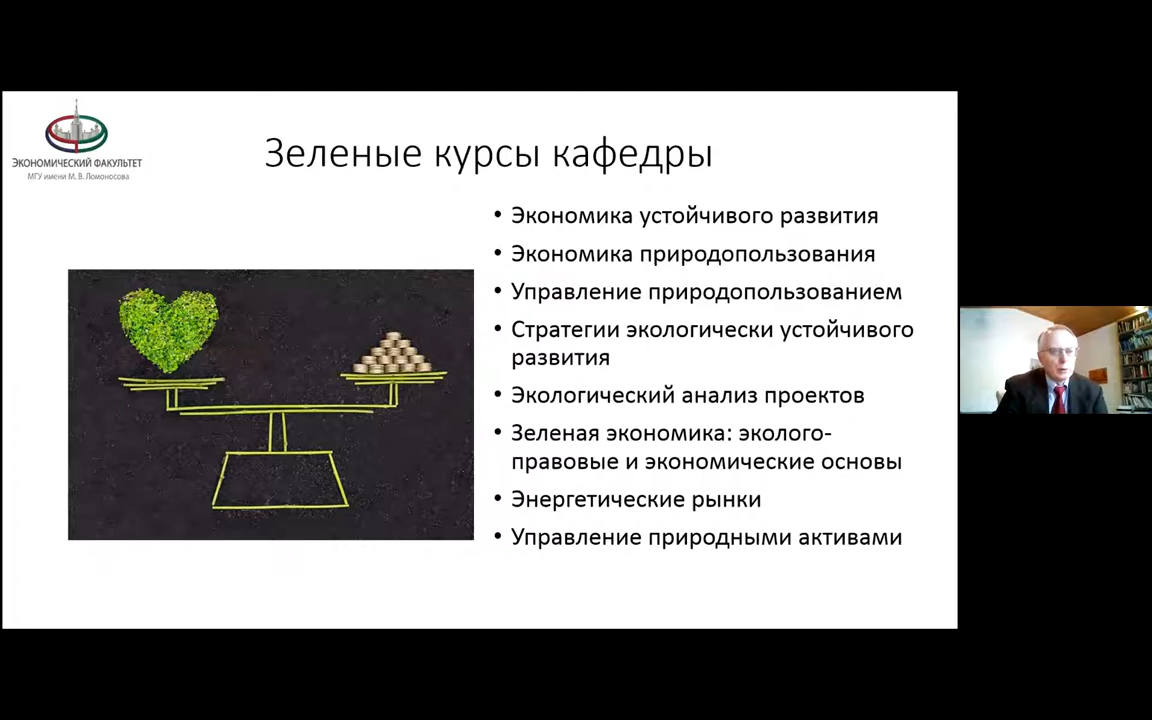 ЭКОНОМИЧЕСКИЙ ФАКУЛЬТЕТ
МГУ имени М. В. Ломоносова
Зеленые курсы кафедры
• Экономика устойчивого развития
• Экономика природопользования
• Управление природопользованием
• Стратегии экологически устойчивого
развития
• Экологический анализ проектов
• Зеленая экономика: эколого-
правовые и экономические основы
• Энергетические рынки
• Управление природными активами